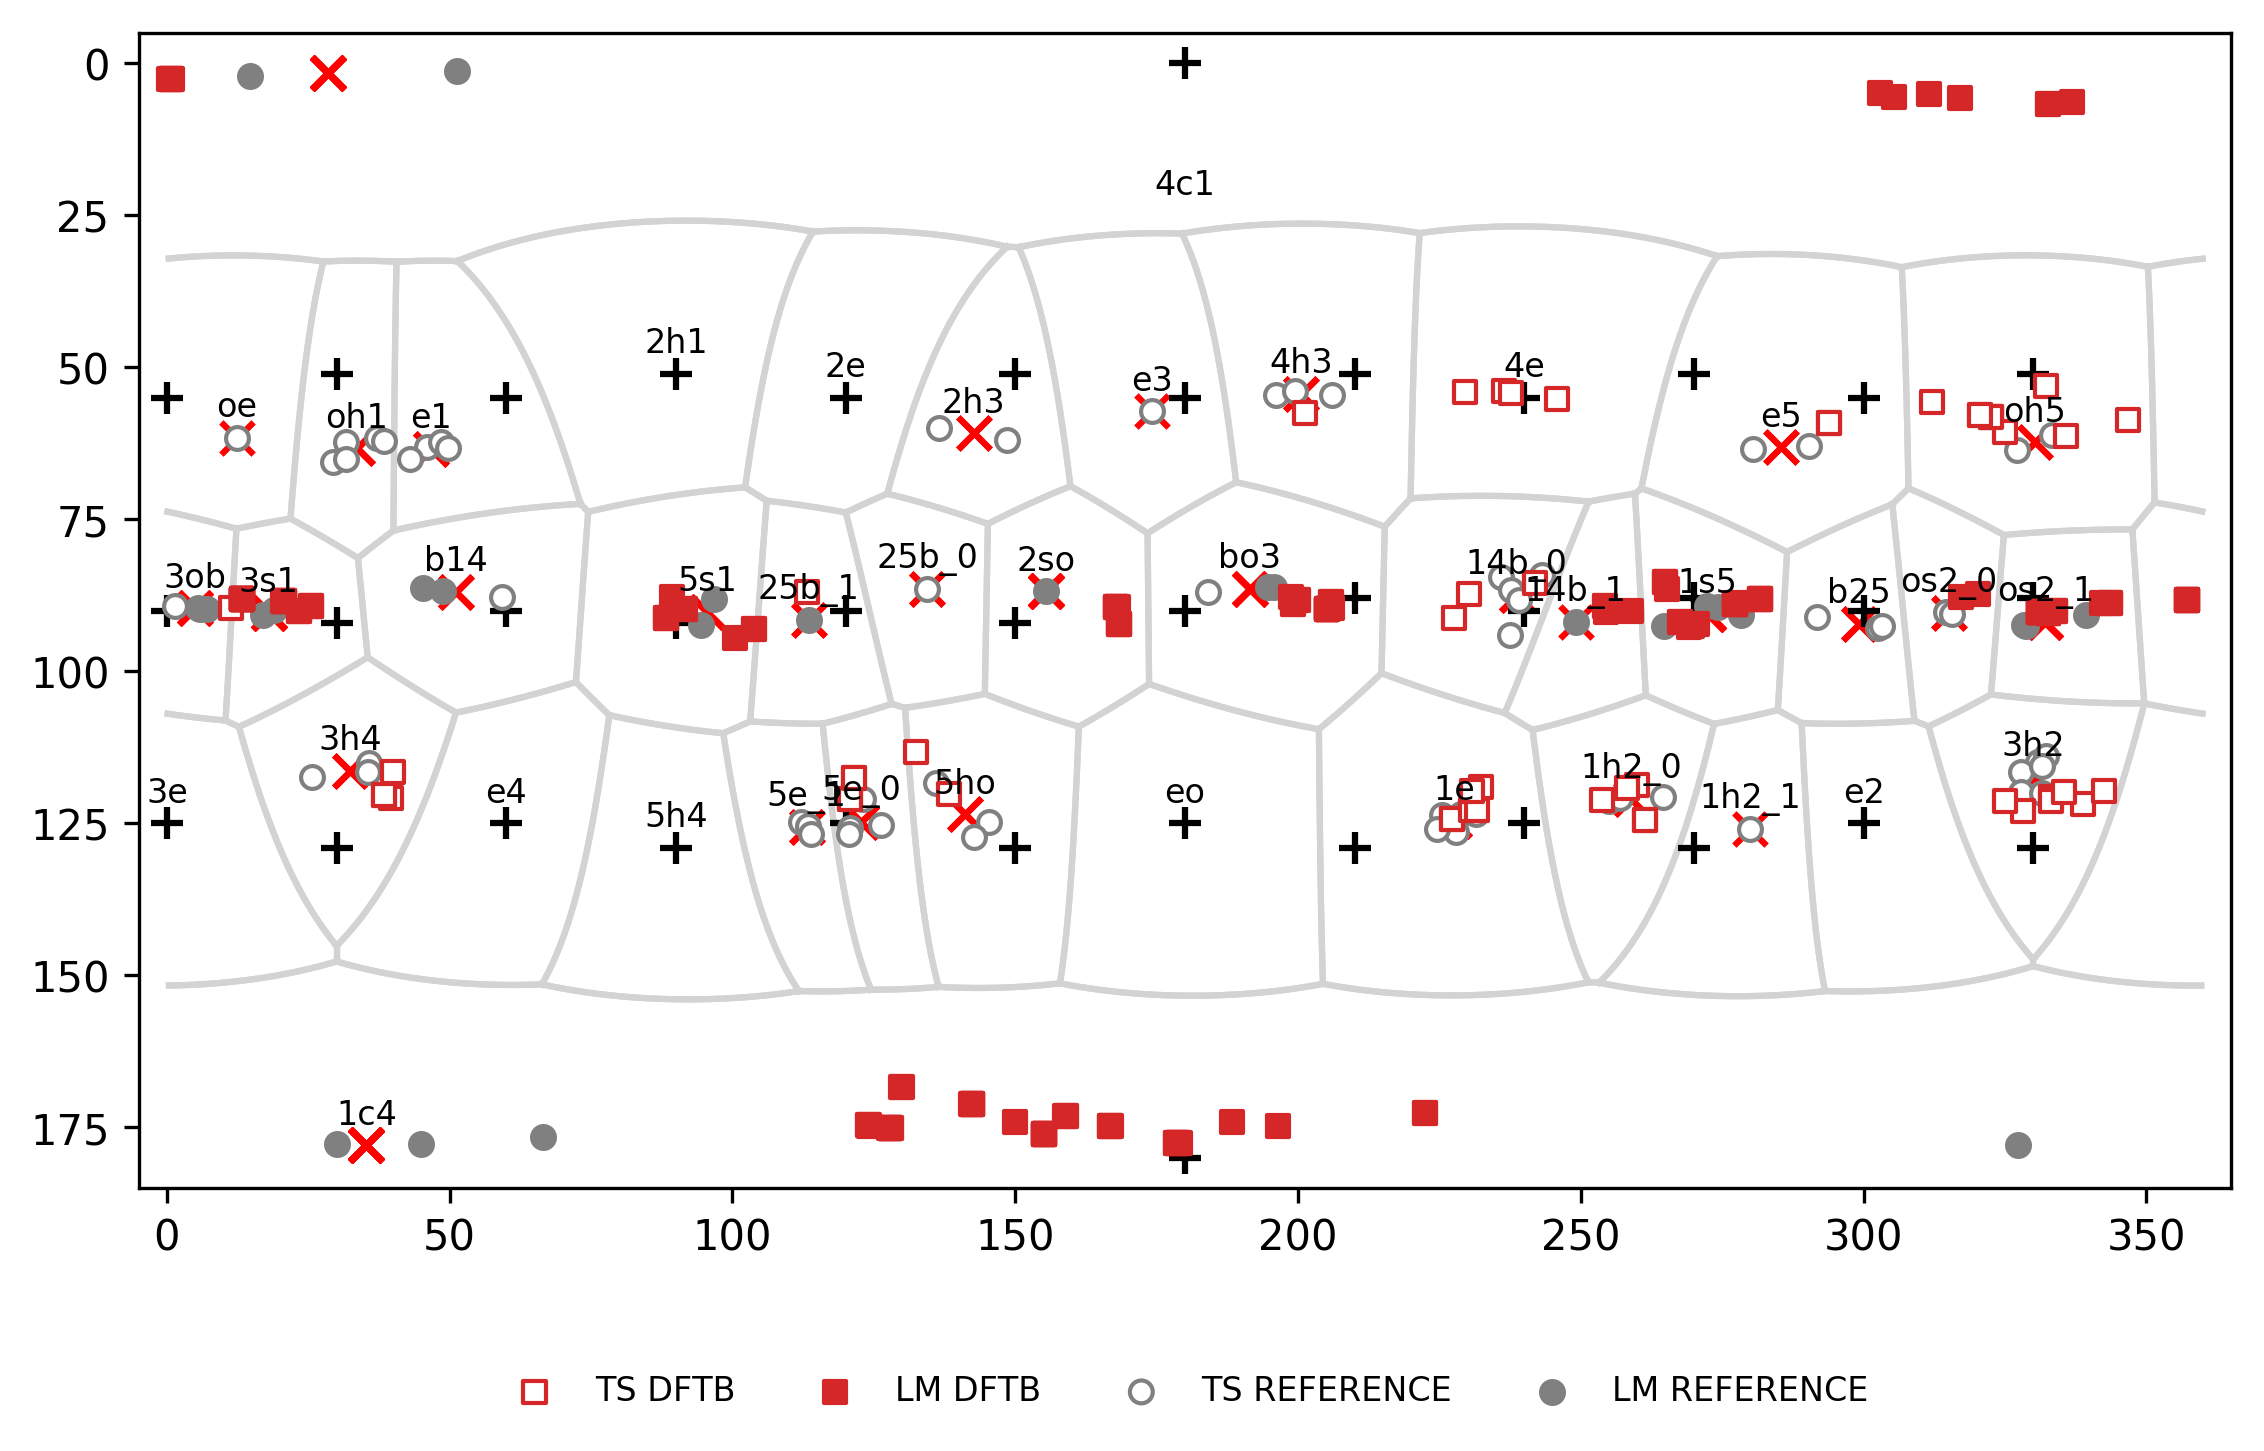 0
4c1
25
2h1
2e
4h3
4e
50
e3
2h3
oe
oh1
e1
e5
oh5
75
3ob
3s1
b14
5s1
25b_1
25b_0
2so
bo3
14b_0
14b_1
1s5
b25
os2_0
os2_1
100
3h4
3h2
3e
e4
5h4
5e_1
5e_0
5ho
eo
1e
1h2_0
1h2_1
e2
125
150
1c4
175
0 50 100 150 200 250 300 350
TS DFTB LM DFTB TS REFERENCE LM REFERENCE